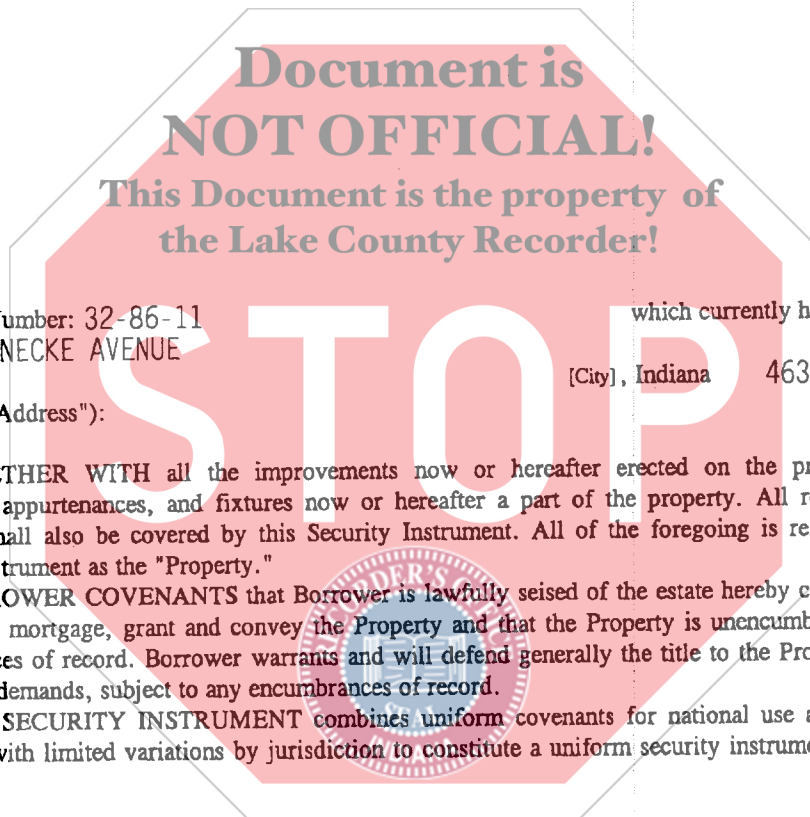 Document is
NOT OFFICIAL!
This Document is the property of
the Lake County Recorder!
STOP
umber: 32-86-11 which currently h
NECKE AVENUE
[City], Indiana 463
Address"):
THER WITH all the improvements now or hereafter erected on the pr
appurtenances, and fixtures now or hereafter a part of the property. All r
hall also be covered by this Security Instrument. All of the foregoing is re
trument as the "Property."
OWER COVENANTS that Borrower is lawfully seised of the estate hereby c
mortgage, grant and convey the Property and that the Property is unencumb
es of record. Borrower warrants and will defend generally the title to the Pro
demands, subject to any encumbrances of record.
SECURITY INSTRUMENT combines uniform covenants for national use a
with limited variations by jurisdiction to constitute a uniform security instrume
SEAL